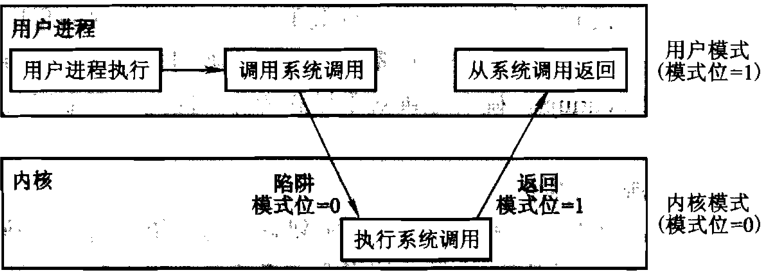 用户进程
用户进程执行
调用系统调用
从系统调用返回
用户模式
(模式位=1)
内核
陷阱
模式位=0
返回
模式位=1
执行系统调用
内核模式
(模式位=0)